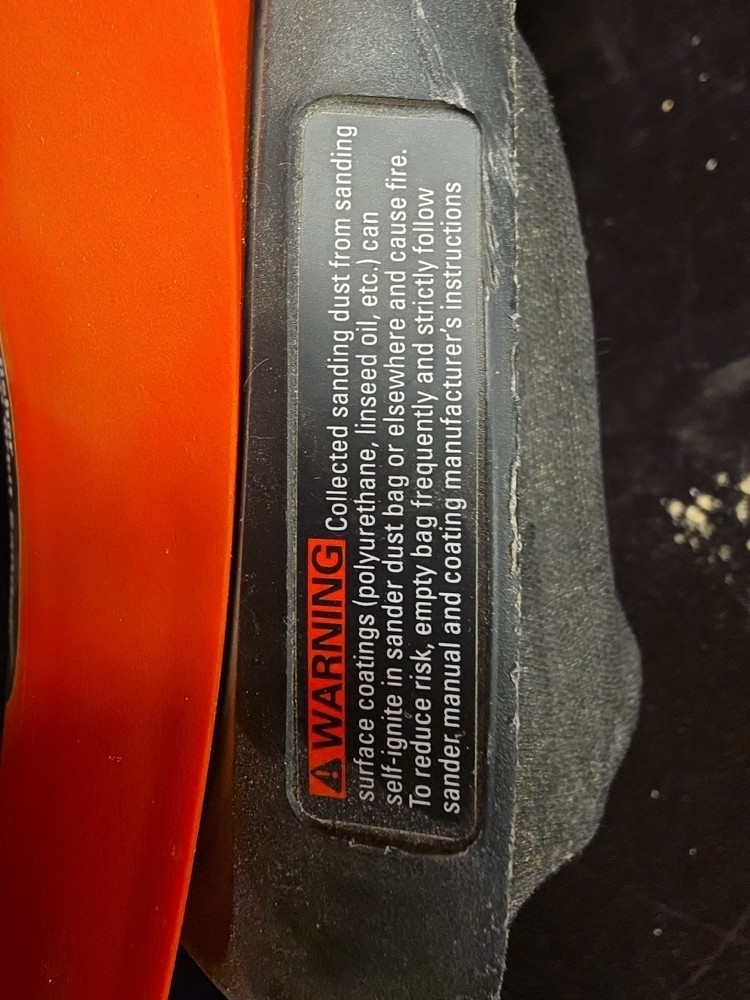 ⚠WARNING Collected sanding dust from sanding
surface coatings (polyurethane, linseed oil, etc.) can
self-ignite in sander dust bag or elsewhere and cause fire.
To reduce risk, empty bag frequently and strictly follow
sander manual and coating manufacturer's instructions